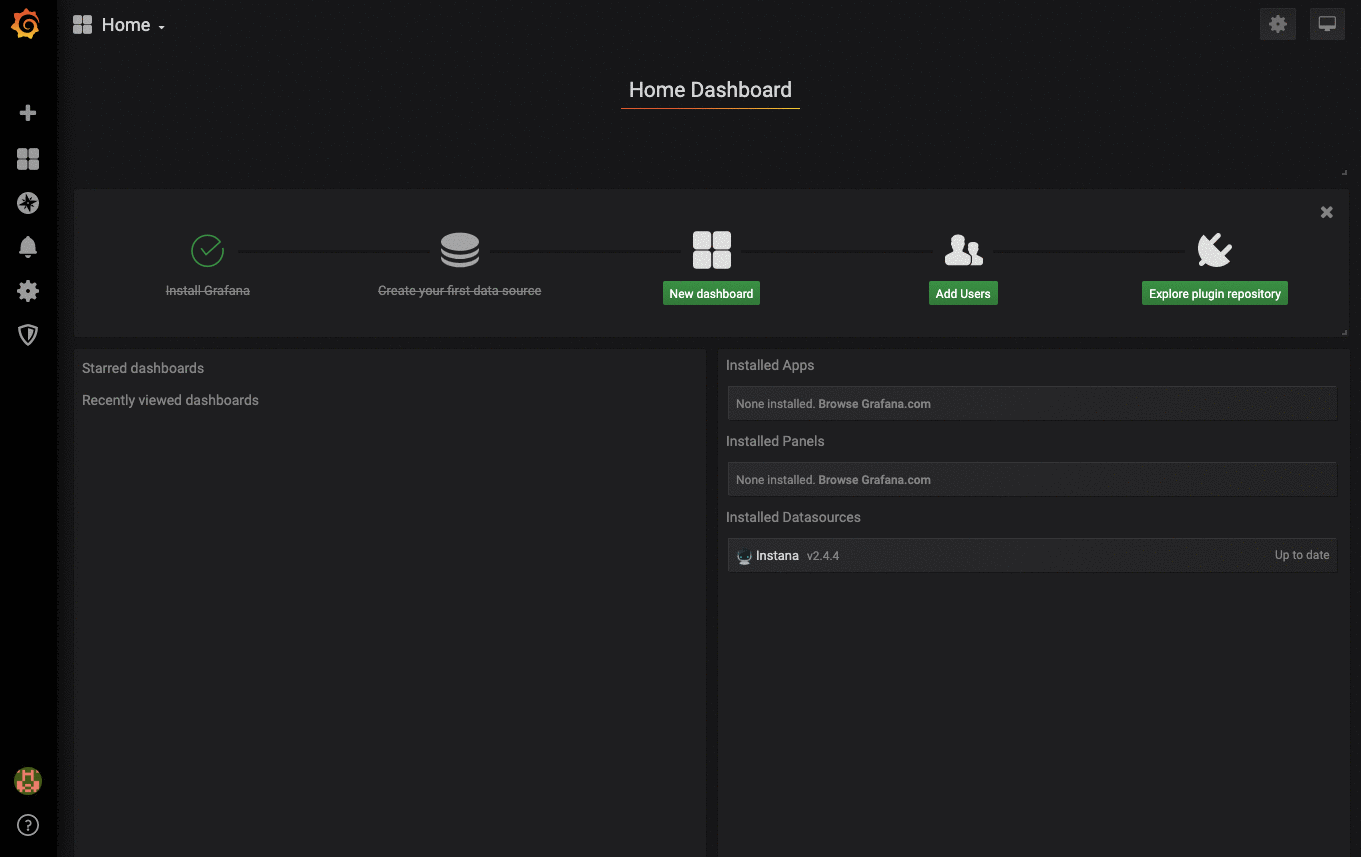 Home
Home Dashboard
Install Grafana
Create your first data source
New dashboard
Add Users
Explore plugin repository
Starred dashboards
Recently viewed dashboards
Installed Apps
None installed. Browse Grafana.com
Installed Panels
None installed. Browse Grafana.com
Installed Datasources
Instana v2.4.4 Up to date
?